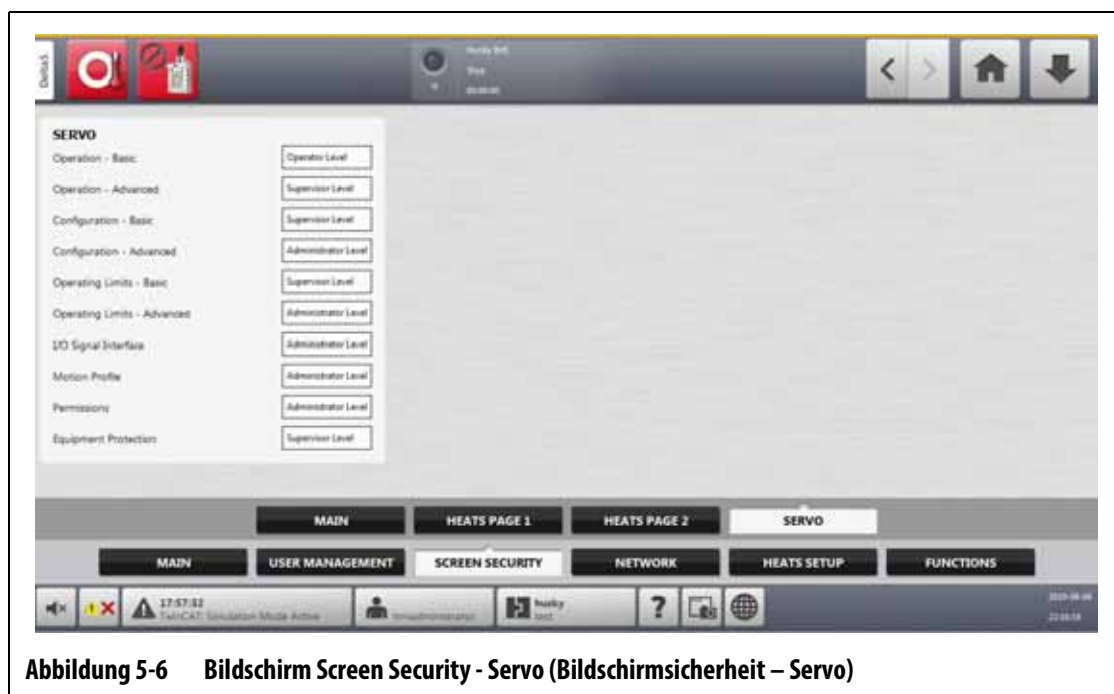 Delta3
17:57:52
SERVO
Operation - Basic Operator Level
Operation - Advanced Supervisor Level
Configuration - Basic Supervisor Level
Configuration - Advanced Administrator Level
Operating Limits - Basic Supervisor Level
Operating Limits - Advanced Administrator Level
I/O Signal Interface Administrator Level
Motion Profile Administrator Level
Permissions Administrator Level
Equipment Protection Supervisor Level
MAIN HEATS PAGE 1 HEATS PAGE 2 SERVO
MAIN USER MANAGEMENT SCREEN SECURITY NETWORK HEATS SETUP FUNCTIONS
TwinCAT: Simulation Mode Active
husky
test
?
Abbildung 5-6 Bildschirm Screen Security - Servo (Bildschirmsicherheit – Servo)